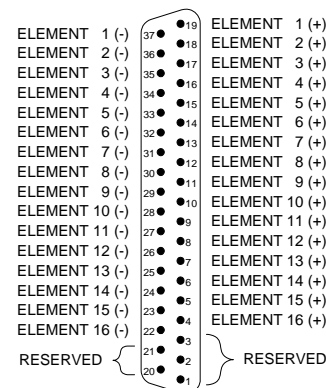 19 ELEMENT 1 (+)
ELEMENT 1 (-) 37
18 ELEMENT 2 (+)
ELEMENT 2 (-) 36
17 ELEMENT 3 (+)
ELEMENT 3 (-) 35
16 ELEMENT 4 (+)
ELEMENT 4 (-) 34
15 ELEMENT 5 (+)
ELEMENT 5 (-) 33
14 ELEMENT 6 (+)
ELEMENT 6 (-) 32
13 ELEMENT 7 (+)
ELEMENT 7 (-) 31
12 ELEMENT 8 (+)
ELEMENT 8 (-) 30
11 ELEMENT 9 (+)
ELEMENT 9 (-) 29
10 ELEMENT 10 (+)
ELEMENT 10 (-) 28
9 ELEMENT 11 (+)
ELEMENT 11 (-) 27
8 ELEMENT 12 (+)
ELEMENT 12 (-) 26
7 ELEMENT 13 (+)
ELEMENT 13 (-) 25
6 ELEMENT 14 (+)
ELEMENT 14 (-) 24
5 ELEMENT 15 (+)
ELEMENT 15 (-) 23
4 ELEMENT 16 (+)
ELEMENT 16 (-) 22
3
21
RESERVED 2 RESERVED
20
1